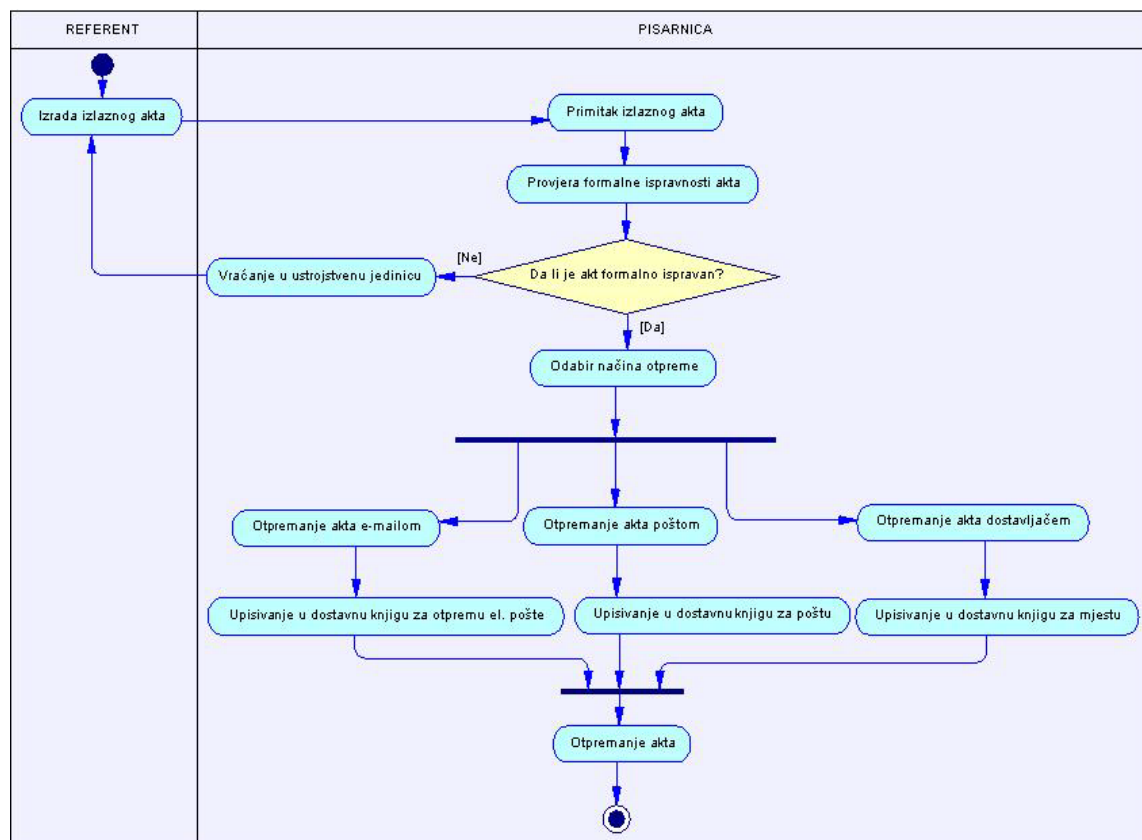 REFERENT
PISARNICA
Izrada izlaznog akta
Primitak izlaznog akta
Provjera formalne ispravnosti akta
[Ne]
Vraćanje u ustrojstvenu jedinicu
Da li je akt formalno ispravan?
[Da]
Odabir načina otpreme
Otpremanje akta e-mailom
Otpremanje akta poštom
Otpremanje akta dostavljačem
Upisivanje u dostavnu knjigu za otpremu el. pošte
Upisivanje u dostavnu knjigu za poštu
Upisivanje u dostavnu knjigu za mjestu
Otpremanje akta